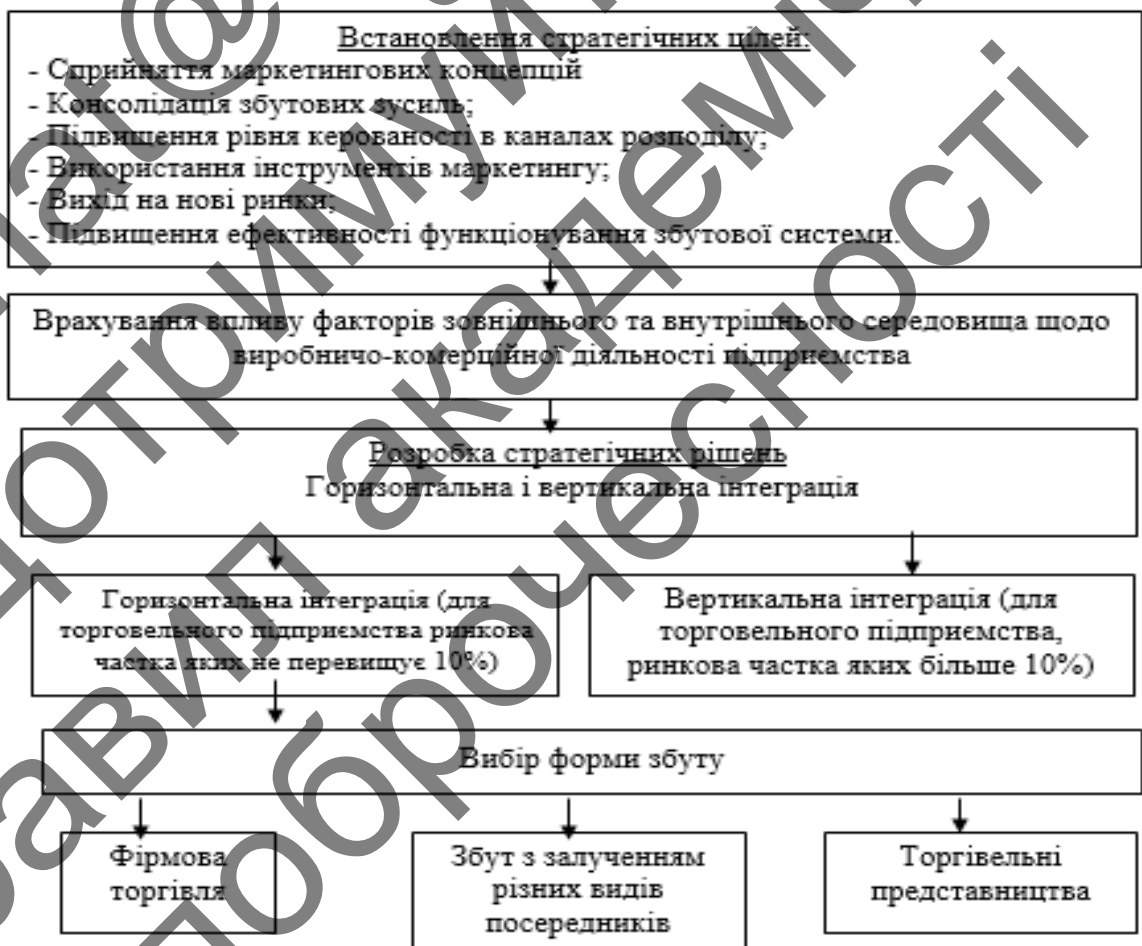 Встановлення стратегічних цілей:
- Сприйняття маркетингових концепцій
- Консолідація збутових зусиль;
- Підвищення рівня керованості в каналах розподілу;
- Використання інструментів маркетингу;
- Вихід на нові ринки;
- Підвищення ефективності функціонування збутової системи.
Врахування впливу факторів зовнішнього та внутрішнього середовища щодо
виробничо-комерційної діяльності підприємства
Розробка стратегічних рішень
Горизонтальна і вертикальна інтеграція
Горизонтальна інтеграція (для
торговельного підприємства ринкова
частка яких не перевищує 10%)
Вертикальна інтеграція (для
торговельного підприємства,
ринкова частка яких більше 10%)
Вибір форми збуту
Фірмова
торгівля
Збут з залученням
різних видів
посередників
Торгівельні
представництва
доброчесності